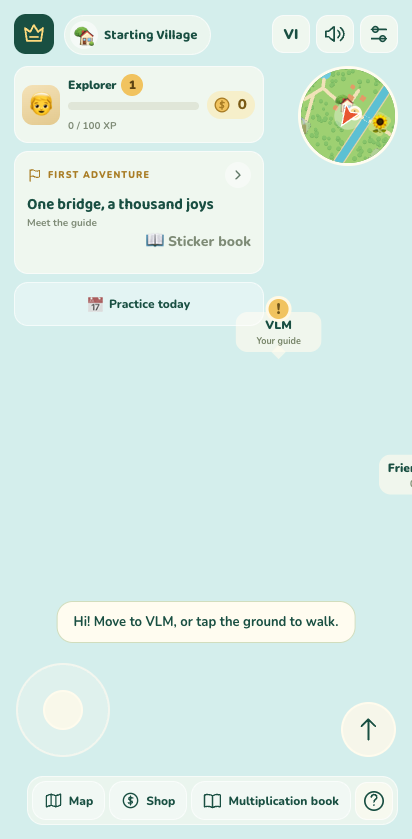 Starting Village
VI
Explorer 1
0
0 / 100 XP
FIRST ADVENTURE
One bridge, a thousand joys
Meet the guide
Sticker book
Practice today
!
VLM
Your guide
Hi! Move to VLM, or tap the ground to walk.
Map
Shop
Multiplication book
?